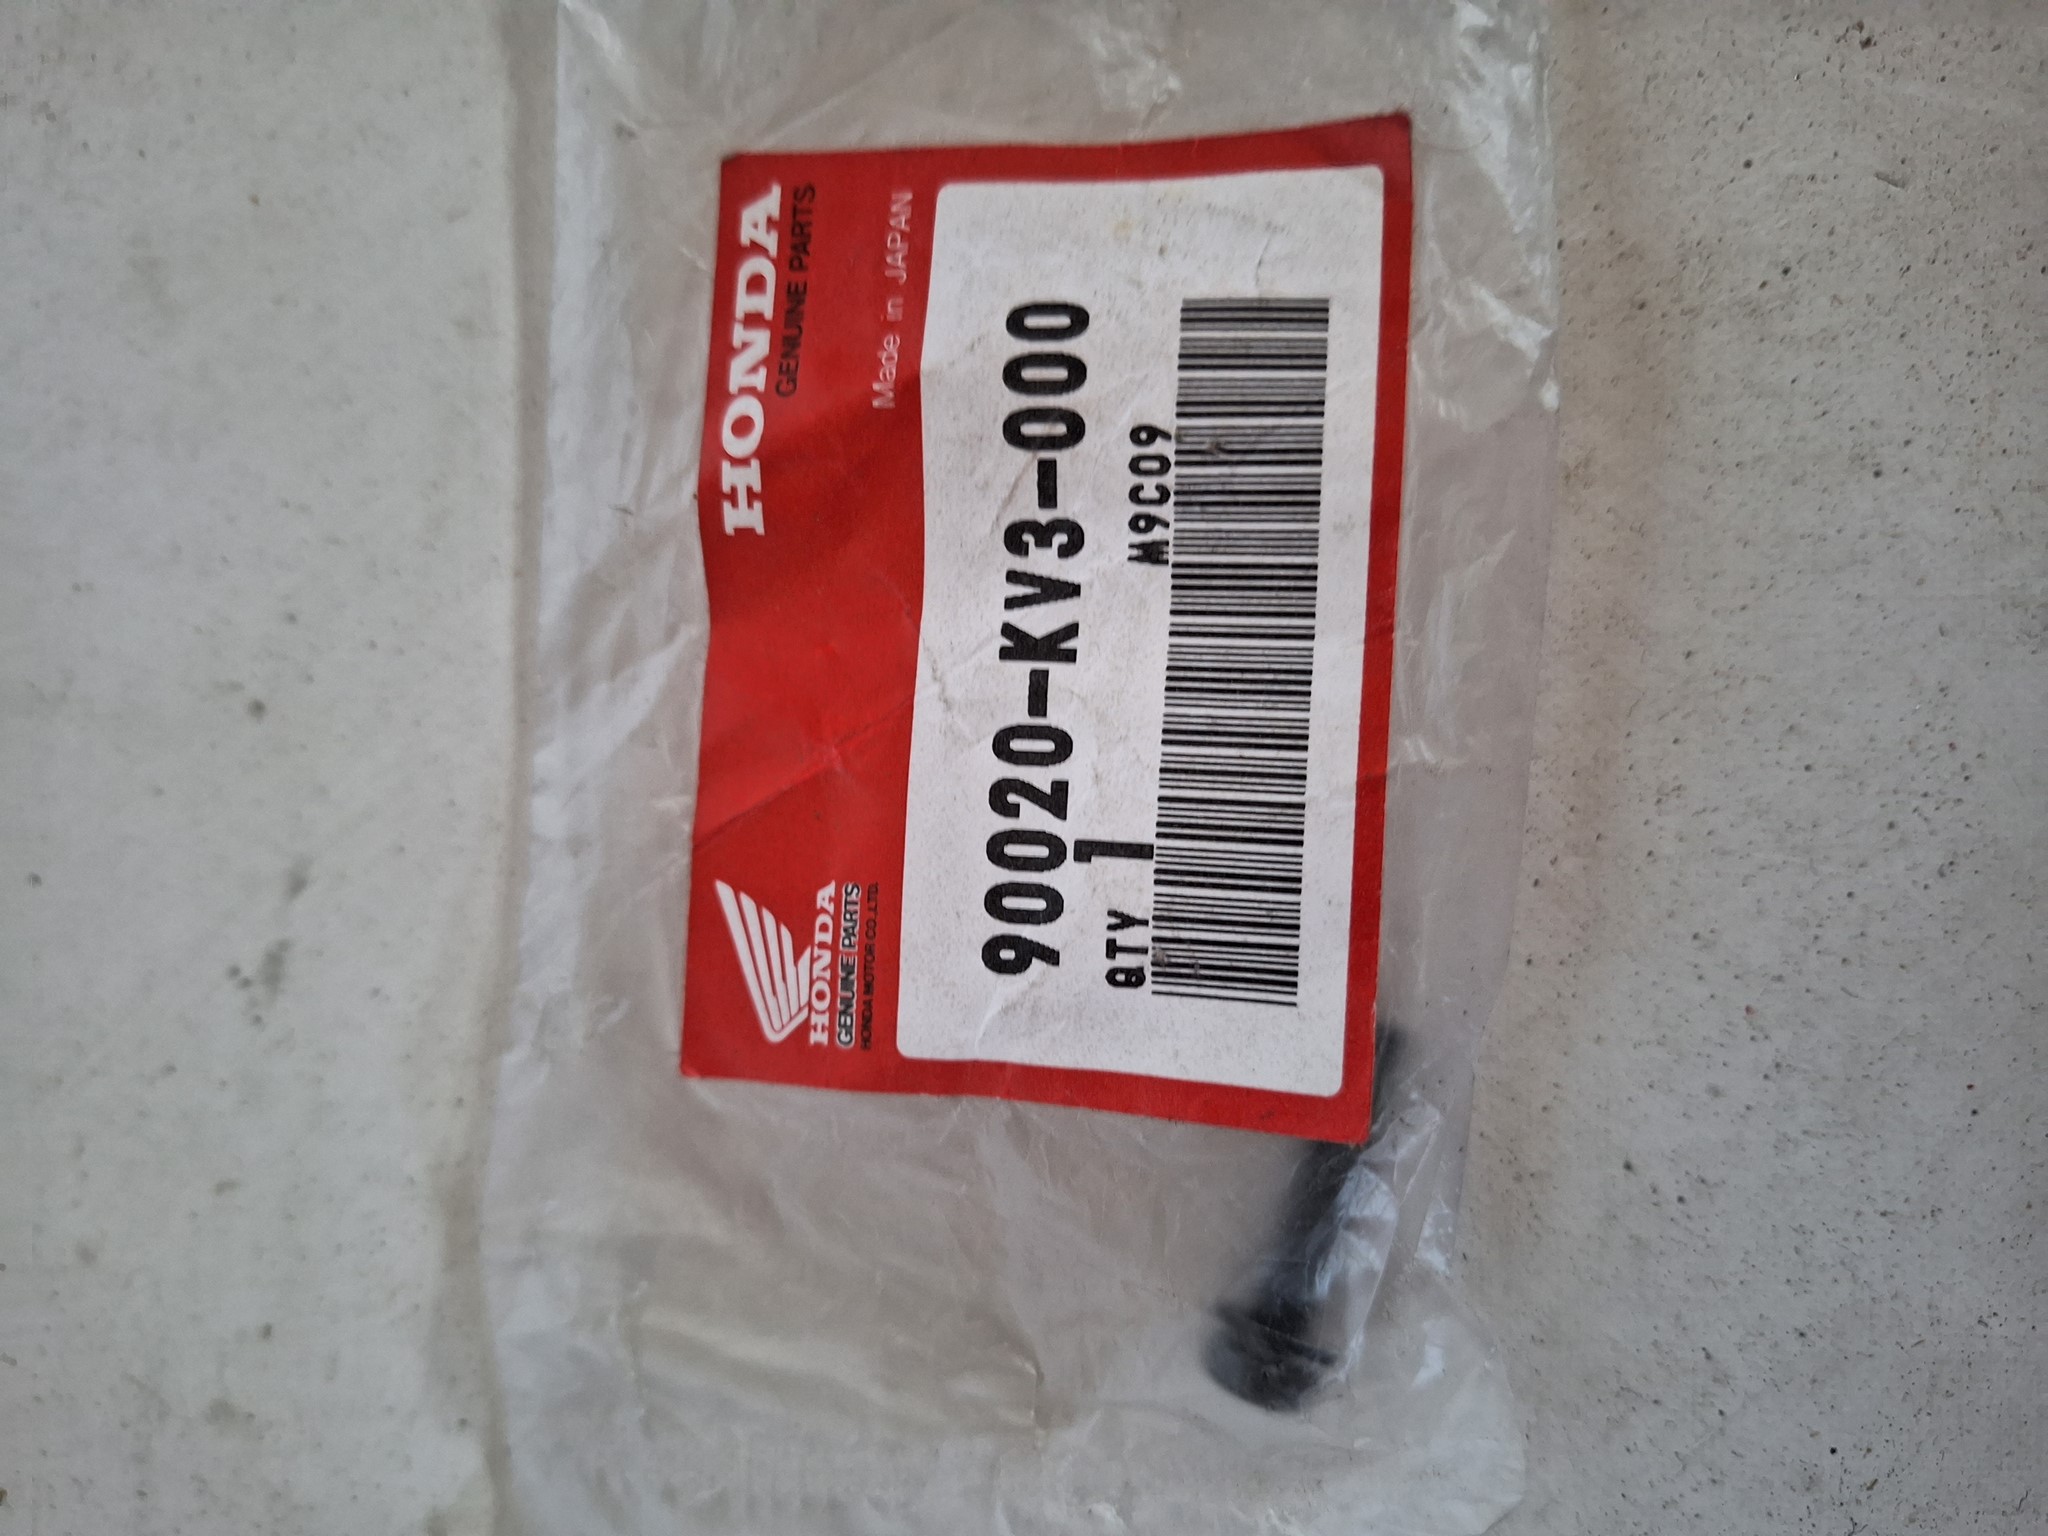 HONDA
GENUINE PARTS
HONDA MOTOR CO.,LTD.
HONDA
GENUINE PARTS
Made in JAPAN
90020-KV3-000
QTY 1
M9C09